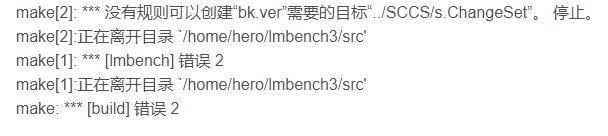 make[2]: *** 没有规则可以创建“bk.ver”需要的目标“../SCCS/s.ChangeSet”。 停止。
make[2]:正在离开目录 `/home/hero/lmbench3/src'
make[1]: *** [lmbench] 错误 2
make[1]:正在离开目录 `/home/hero/lmbench3/src'
make: *** [build] 错误 2